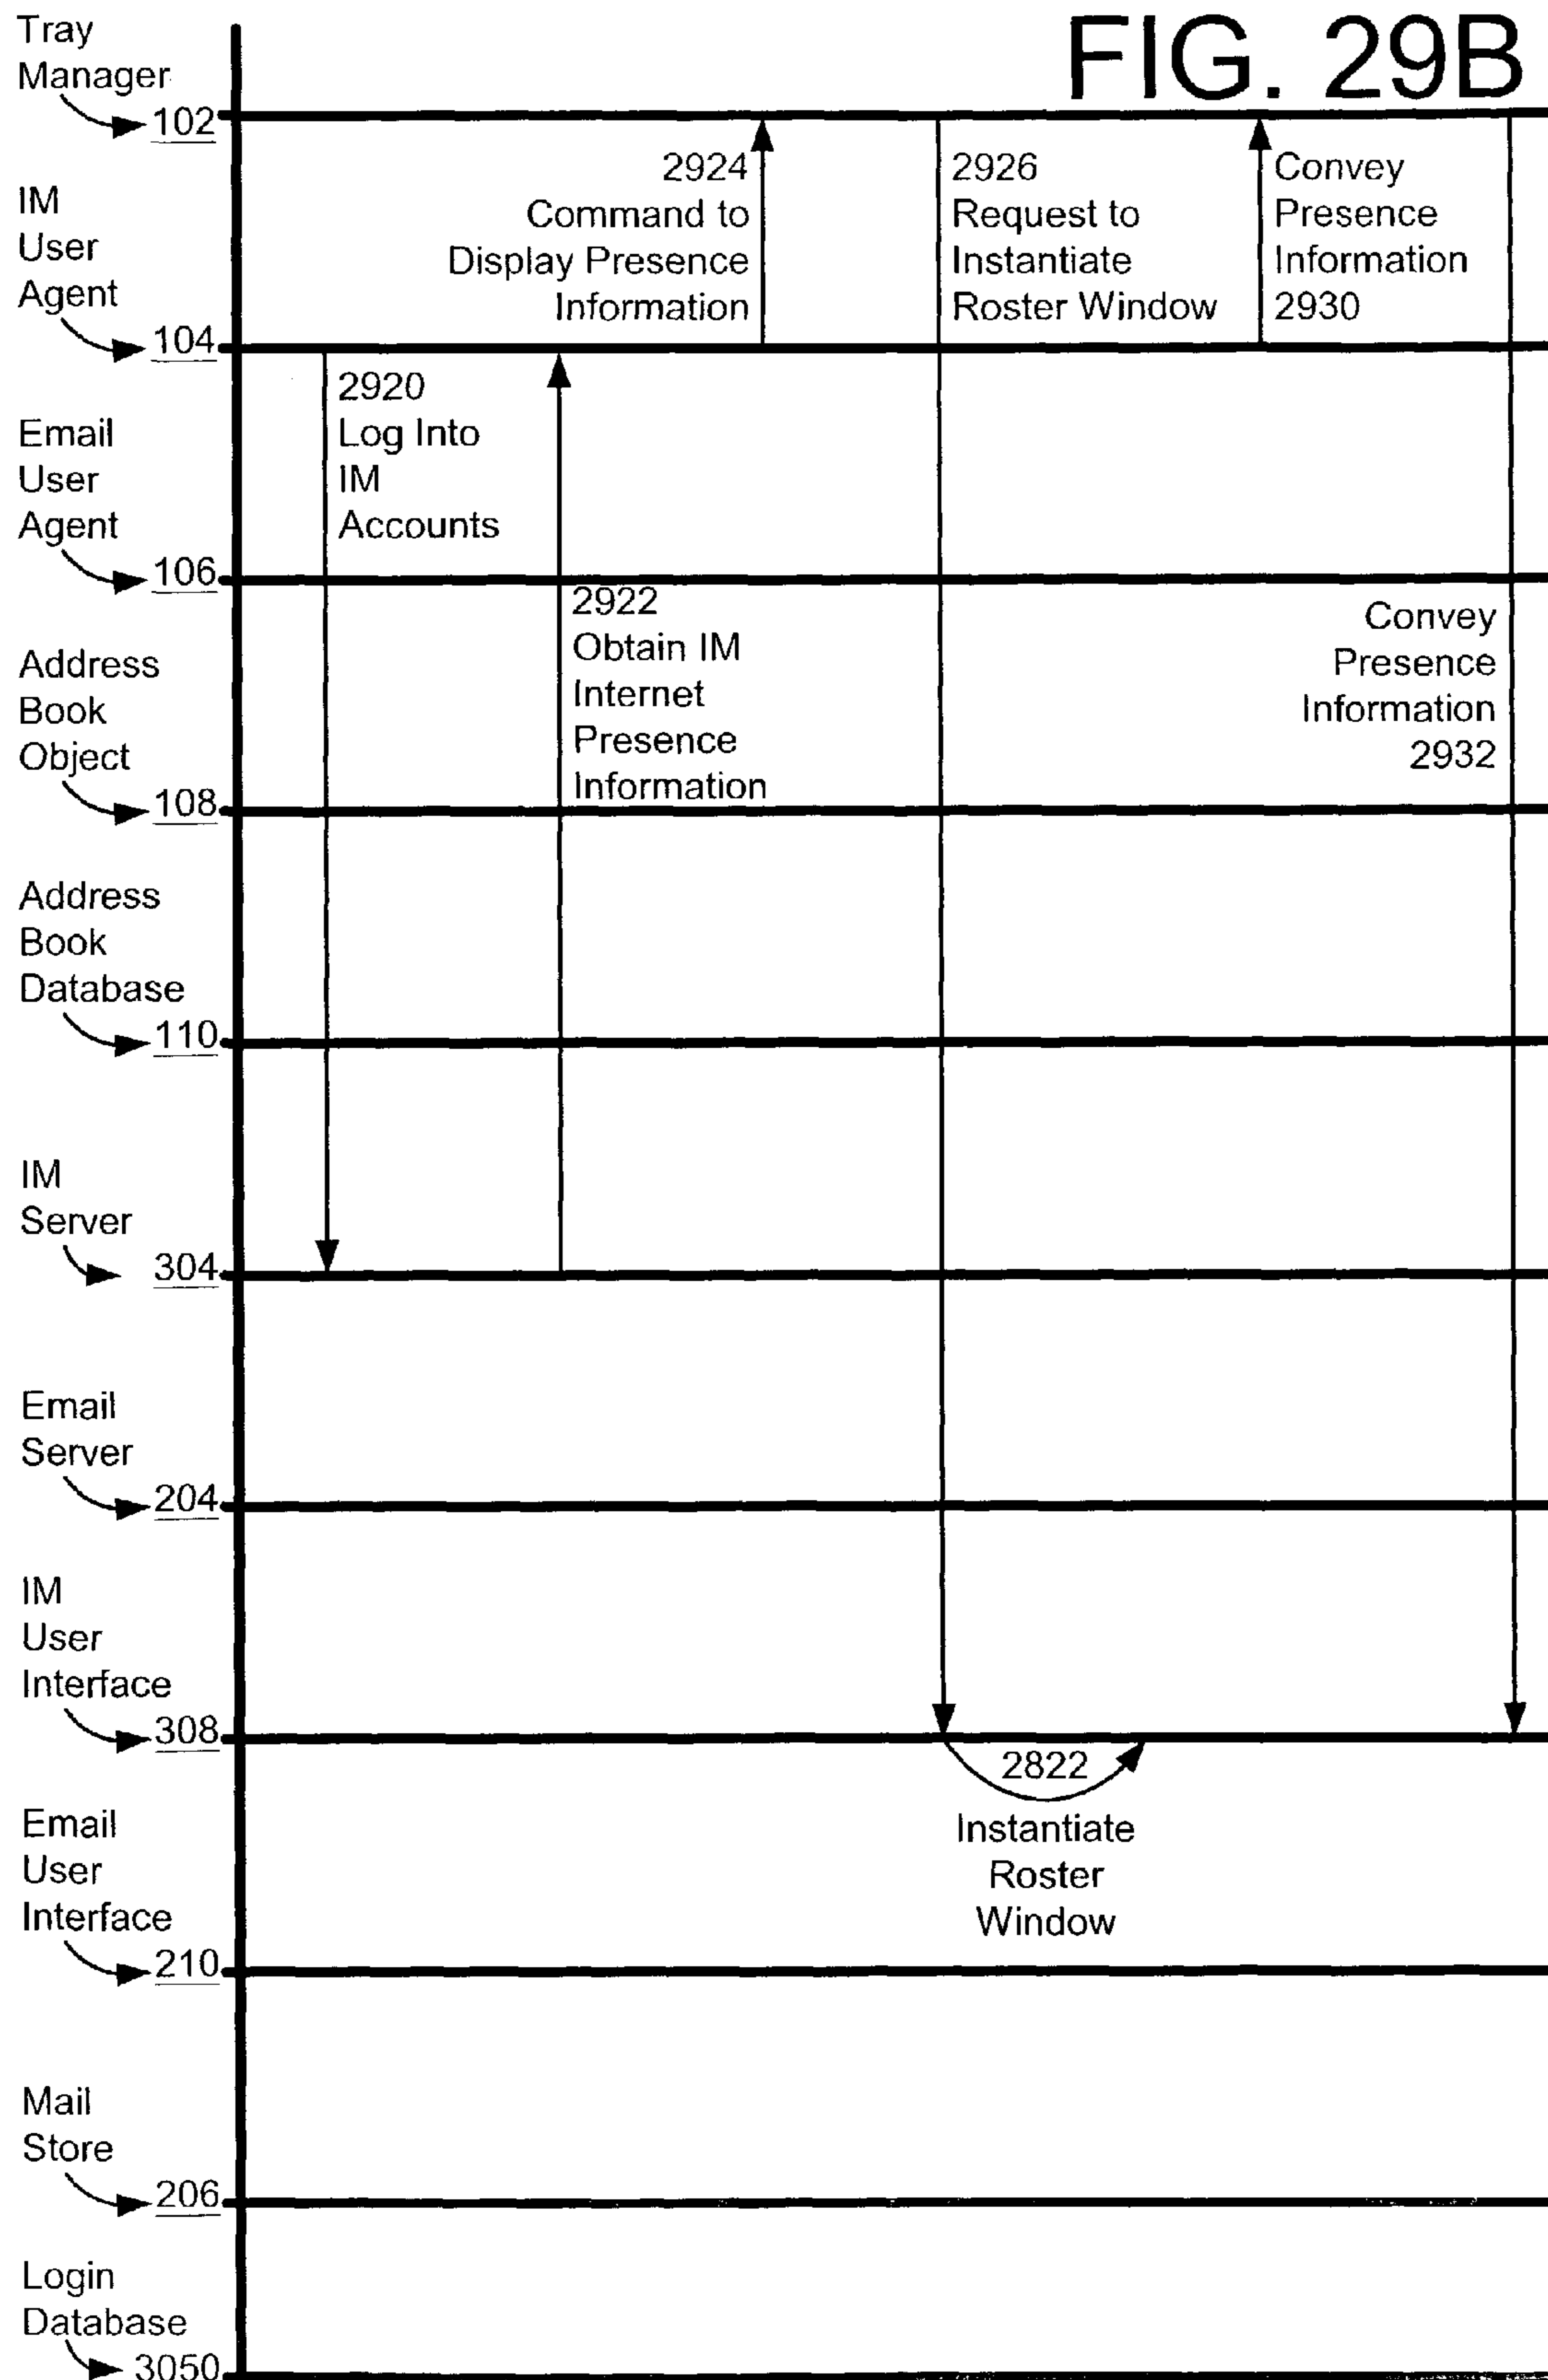 FIG. 29B
Tray
Manager
102
IM
User
Agent
104
Email
User
Agent
106
Address
Book
Object
108
Address
Book
Database
110
IM
Server
304
Email
Server
204
IM
User
Interface
308
Email
User
Interface
210
Mail
Store
206
Login
Database
3050
2920
Log Into
IM
Accounts
2922
Obtain IM
Internet
Presence
Information
2924
Command to
Display Presence
Information
2926
Request to
Instantiate
Roster Window
2822
Instantiate
Roster
Window
Convey
Presence
Information
2930
Convey
Presence
Information
2932